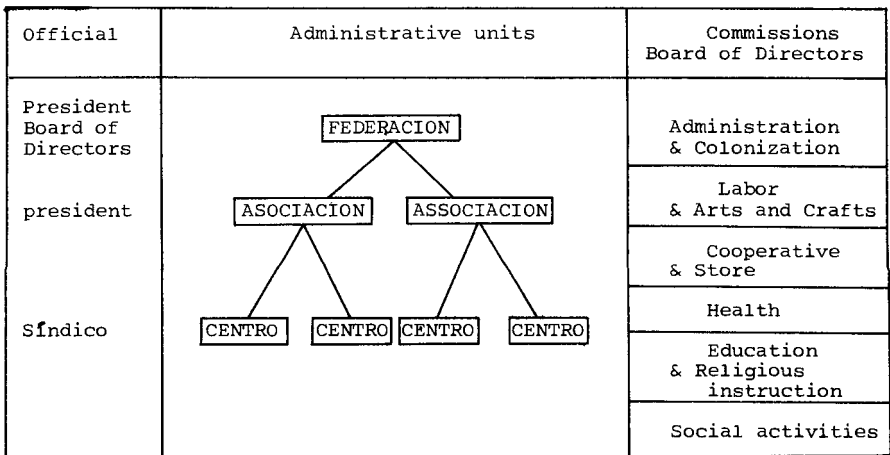 Official
Administrative units
Commissions
Board of Directors
President
Board of
Directors
FEDERACION
Administration
& Colonization
president
ASOCIACION
ASSOCIACION
Labor
& Arts and Crafts
Cooperative
& Store
Síndico
CENTRO
CENTRO
CENTRO
CENTRO
Health
Education
& Religious
instruction
Social activities